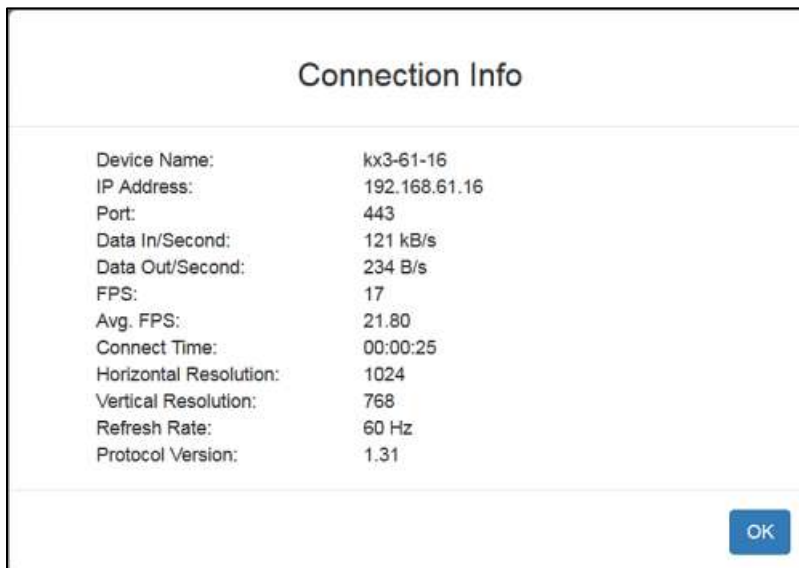 Connection Info
Device Name: kx3-61-16
IP Address: 192.168.61.16
Port: 443
Data In/Second: 121 kB/s
Data Out/Second: 234 B/s
FPS: 17
Avg. FPS: 21.80
Connect Time: 00:00:25
Horizontal Resolution: 1024
Vertical Resolution: 768
Refresh Rate: 60 Hz
Protocol Version: 1.31
OK